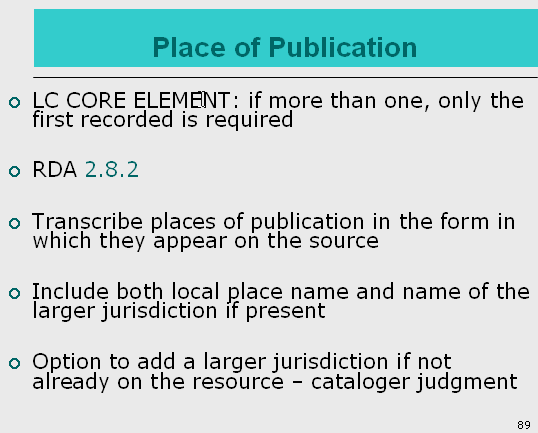 Place of Publication
LC CORE ELEMENT: if more than one, only the
first recorded is required
RDA 2.8.2
Transcribe places of publication in the form in
which they appear on the source
Include both local place name and name of the
larger jurisdiction if present
Option to add a larger jurisdiction if not
already on the resource – cataloger judgment
89